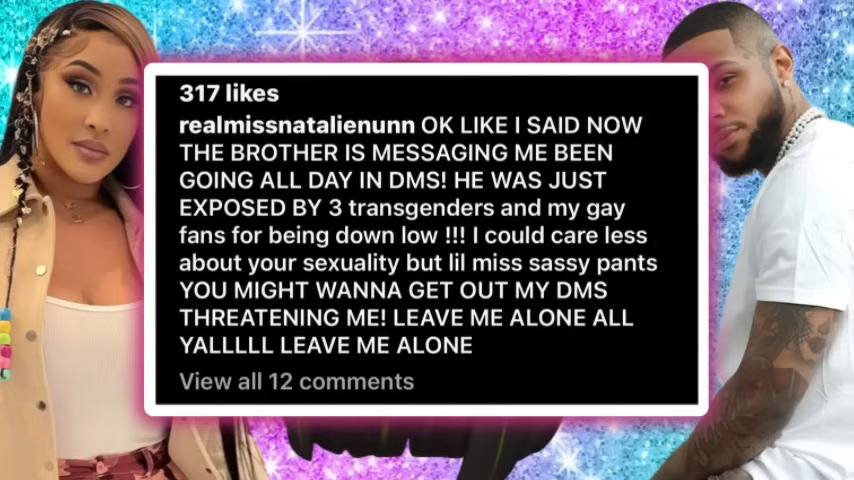 317 likes
realmissnatalienunn OK LIKE I SAID NOW
THE BROTHER IS MESSAGING ME BEEN
GOING ALL DAY IN DMS! HE WAS JUST
EXPOSED BY 3 transgenders and my gay
fans for being down low !!! I could care less
about your sexuality but lil miss sassy pants
YOU MIGHT WANNA GET OUT MY DMS
THREATENING ME! LEAVE ME ALONE ALL
YALLLLL LEAVE ME ALONE
View all 12 comments